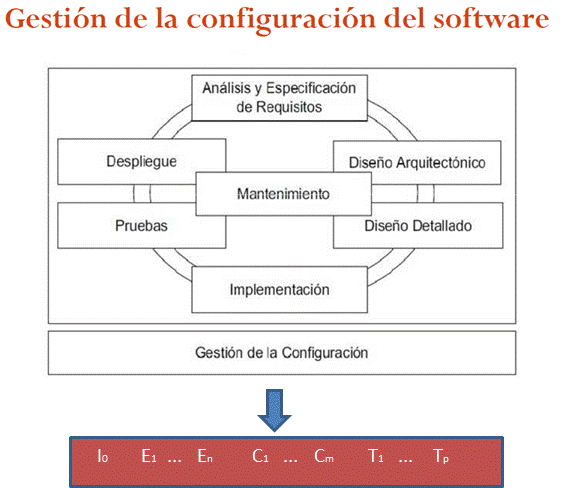 Gestión de la configuración del software
Análisis y Especificación
de Requisitos
Despliegue
Diseño Arquitectónico
Mantenimiento
Pruebas
Diseño Detallado
Implementación
Gestión de la Configuración
I0 E1 ... En C1 ... Cm T1 ... Tp